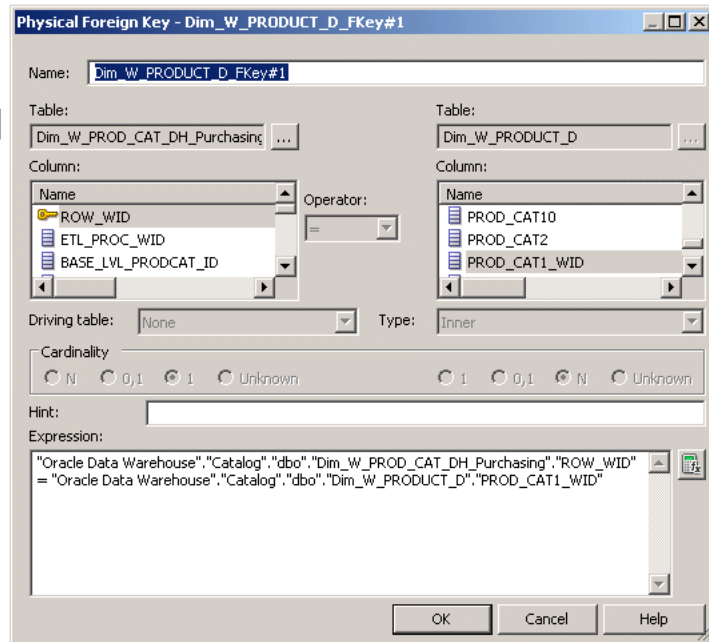 Physical Foreign Key - Dim_W_PRODUCT_D_FKey#1
Name: Dim_W_PRODUCT_D_FKey#1
Table: Table:
Dim_W_PROD_CAT_DH_Purchasing ... Dim_W_PRODUCT_D ...
Column: Column:
Name Operator: Name
ROW_WID = PROD_CAT10
ETL_PROC_WID PROD_CAT2
BASE_LVL_PRODCAT_ID PROD_CAT1_WID
Driving table: None Type: Inner
Cardinality
N 0,1 1 Unknown 1 0,1 N Unknown
Hint:
Expression:
"Oracle Data Warehouse"."Catalog"."dbo"."Dim_W_PROD_CAT_DH_Purchasing"."ROW_WID"
= "Oracle Data Warehouse"."Catalog"."dbo"."Dim_W_PRODUCT_D"."PROD_CAT1_WID"
OK Cancel Help